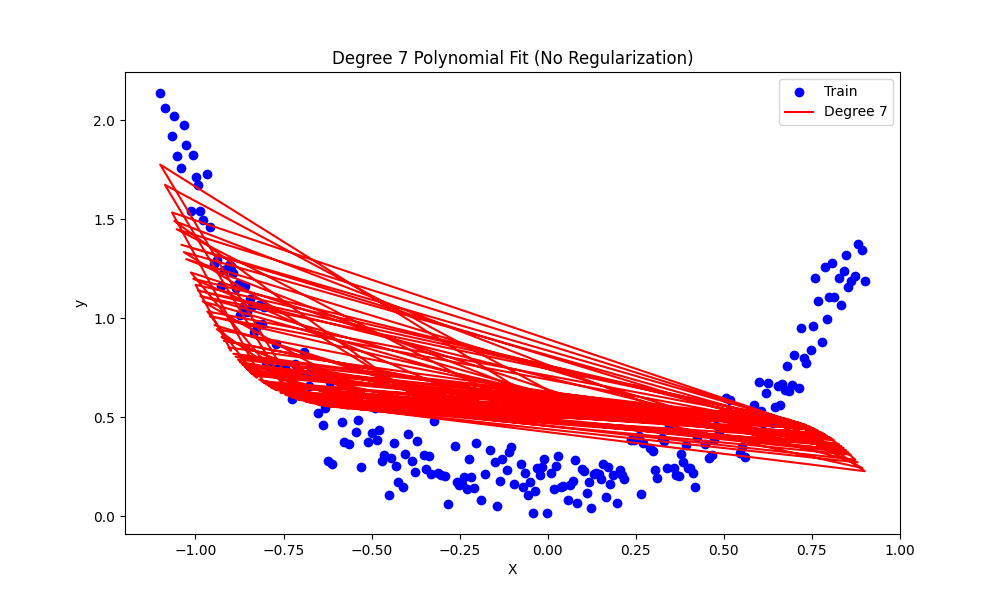 Degree 7 Polynomial Fit (No Regularization)
Train
Degree 7
2.0
1.5
1.0
0.5
0.0
y
−1.00 −0.75 −0.50 −0.25 0.00 0.25 0.50 0.75 1.00
X